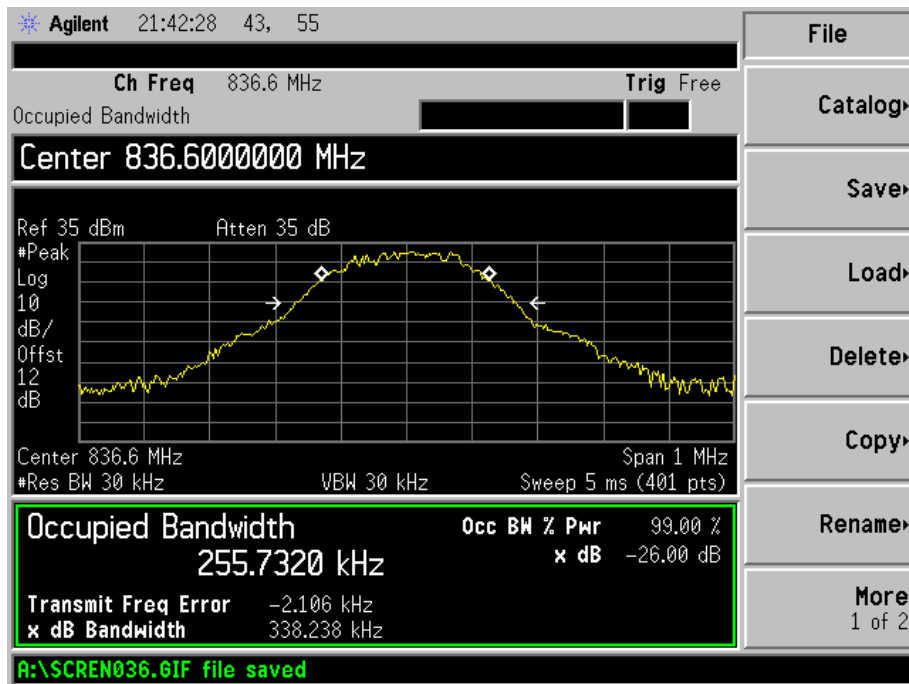 Agilent 21:42:28 43, 55
File
Ch Freq 836.6 MHz
Trig Free
Occupied Bandwidth
Catalog
Center 836.6000000 MHz
Save
Ref 35 dBm Atten 35 dB
#Peak
Log
10
dB/
Offst
12
dB
Load
Delete
Center 836.6 MHz Span 1 MHz
#Res BW 30 kHz VBW 30 kHz Sweep 5 ms (401 pts)
Copy
Occupied Bandwidth
255.7320 kHz
Occ BW % Pwr 99.00 %
x dB -26.00 dB
Rename
Transmit Freq Error -2.106 kHz
x dB Bandwidth 338.238 kHz
More
1 of 2
A:\SCREN036.GIF file saved